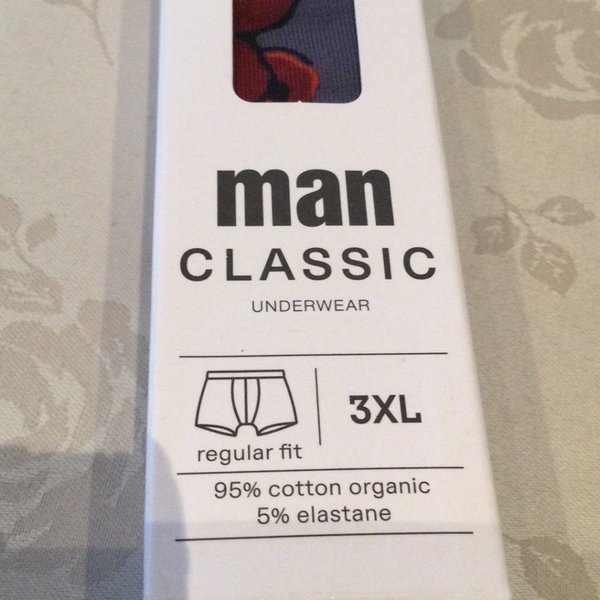 man
CLASSIC
UNDERWEAR
regular fit
3XL
95% cotton organic
5% elastane